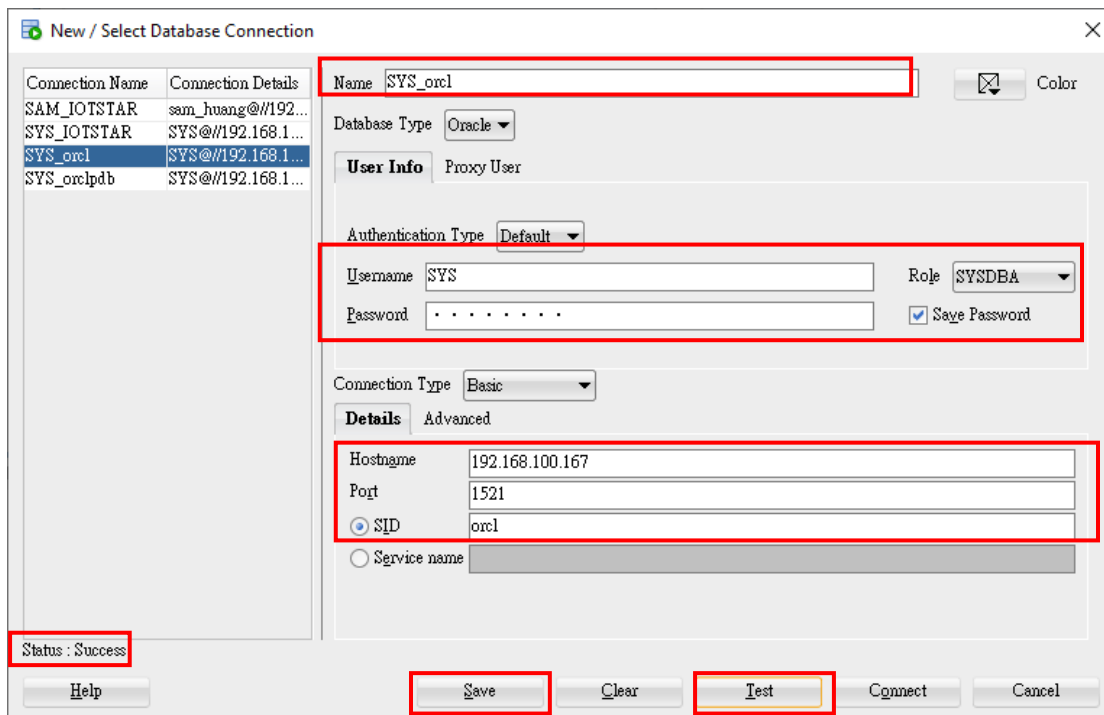 New / Select Database Connection
Connection Name Connection Details
SAM_IOTSTAR sam_huang@//192...
SYS_IOTSTAR SYS@//192.168.1...
SYS_orcl SYS@//192.168.1...
SYS_orclpdb SYS@//192.168.1...
Name SYS_orcl Color
Database Type Oracle
User Info Proxy User
Authentication Type Default
Username SYS Role SYSDBA
Password ........ Save Password
Connection Type Basic
Details Advanced
Hostname 192.168.100.167
Port 1521
SID orcl
Service name
Status : Success
Help Save Clear Test Connect Cancel